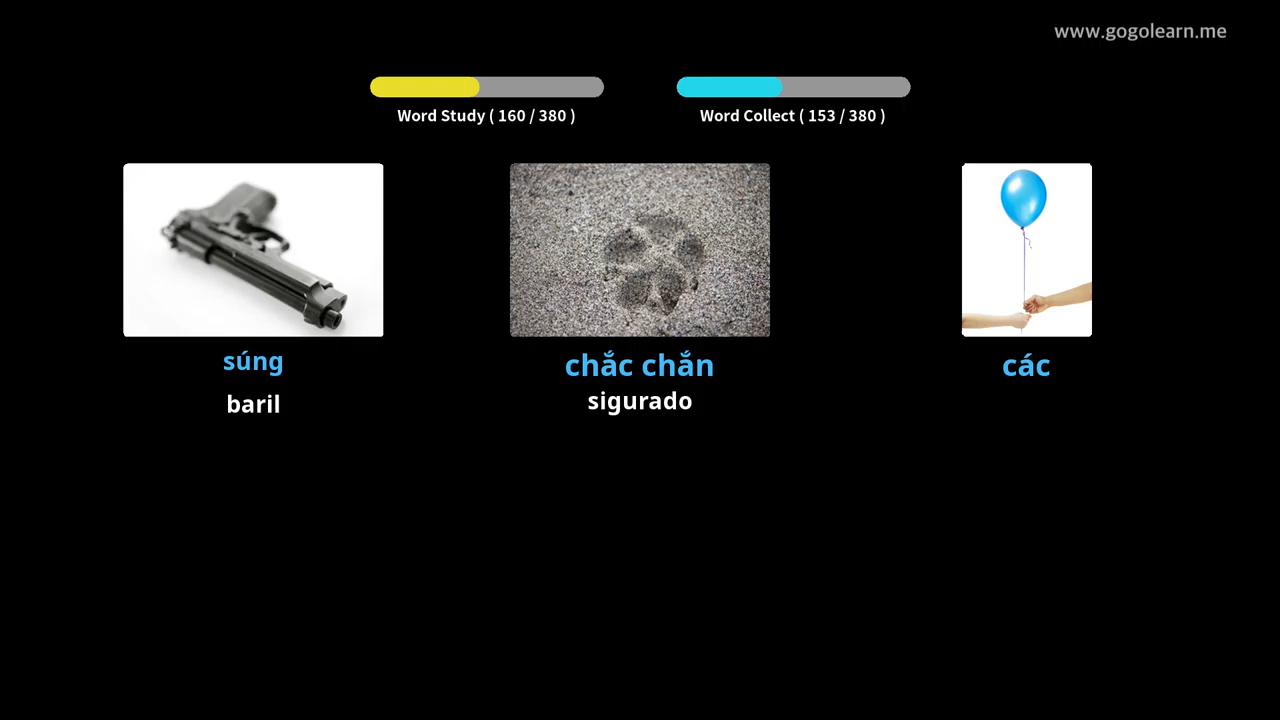 www.gogolearn.me
Word Study ( 160 / 380 )
Word Collect ( 153 / 380 )
súng
baril
chắc chắn
sigurado
các